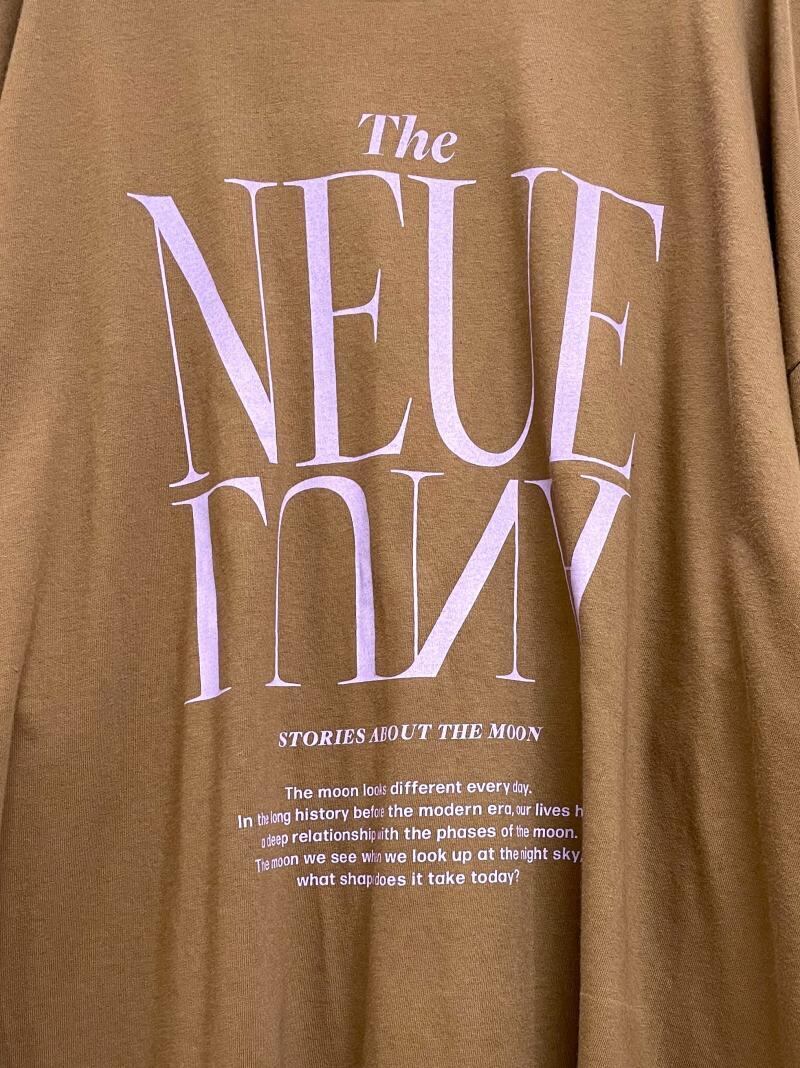 The
NEUE
LUNA
STORIES ABOUT THE MOON
The moon looks different every day.
In the long history before the modern era, our lives
a deep relationship with the phases of the moon.
The moon we see when we look up at the night sky,
what shape does it take today?